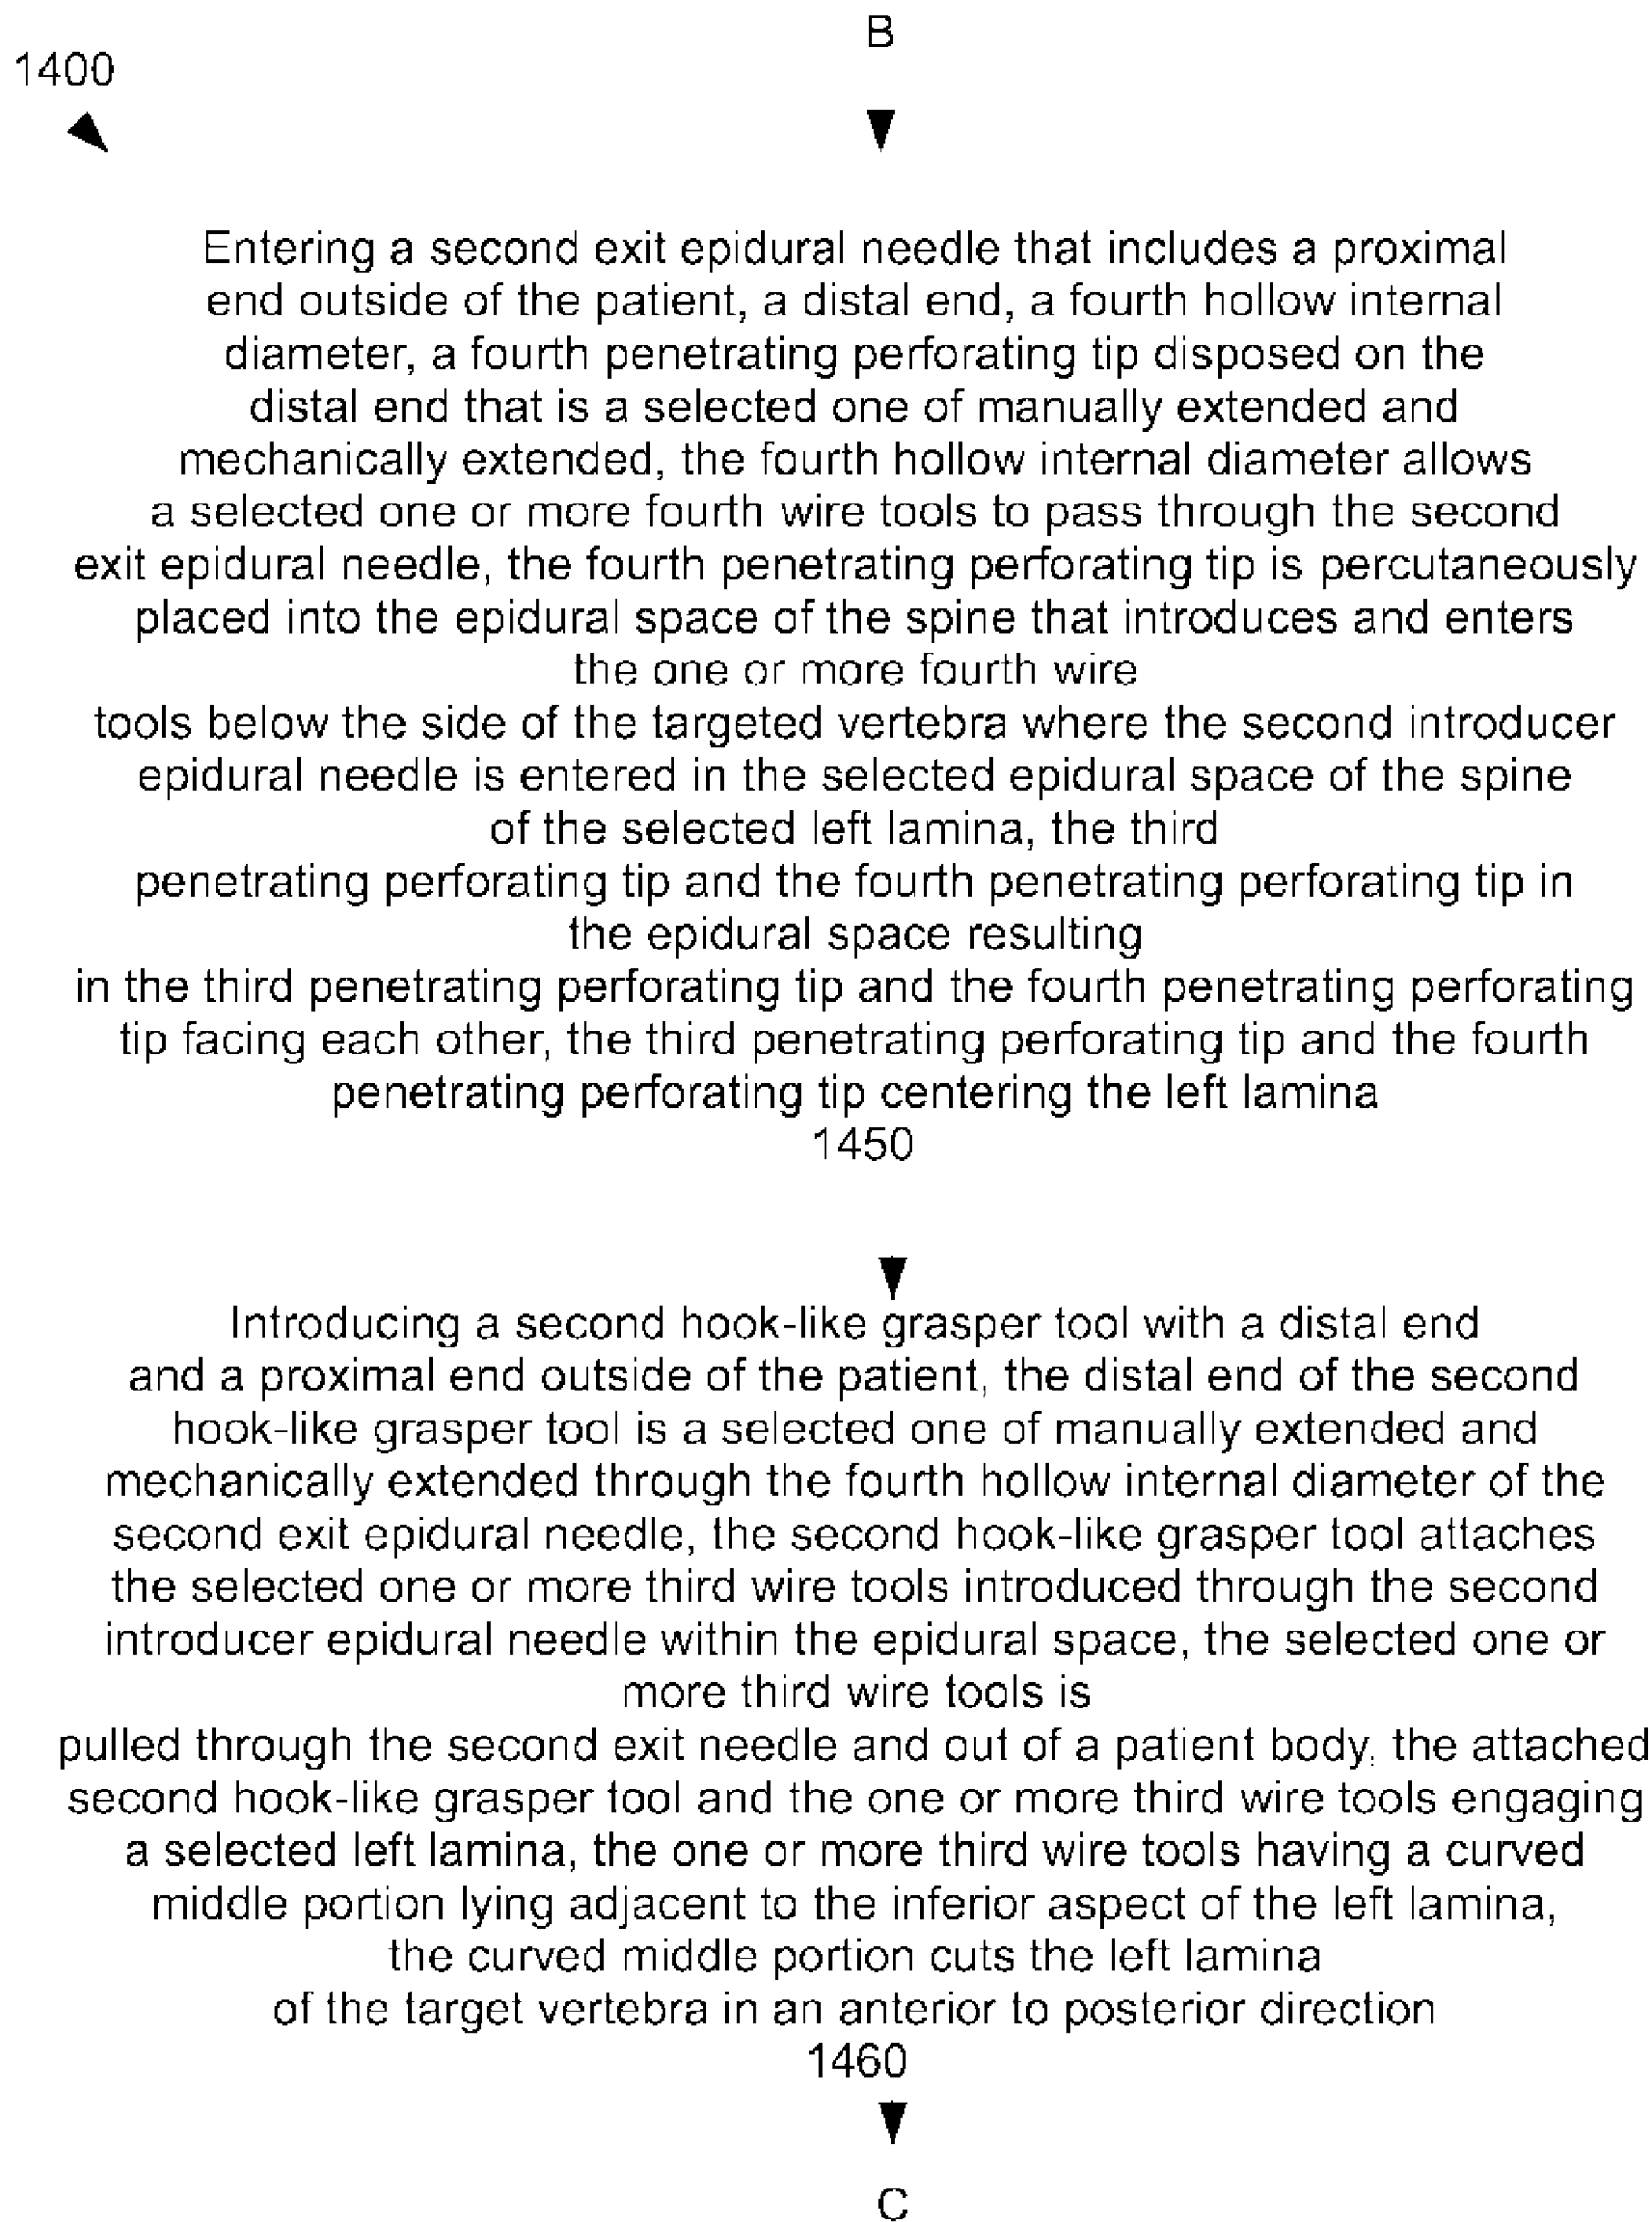 B
1400
Entering a second exit epidural needle that includes a proximal
end outside of the patient, a distal end, a fourth hollow internal
diameter, a fourth penetrating perforating tip disposed on the
distal end that is a selected one of manually extended and
mechanically extended, the fourth hollow internal diameter allows
a selected one or more fourth wire tools to pass through the second
exit epidural needle, the fourth penetrating perforating tip is percutaneously
placed into the epidural space of the spine that introduces and enters
the one or more fourth wire
tools below the side of the targeted vertebra where the second introducer
epidural needle is entered in the selected epidural space of the spine
of the selected left lamina, the third
penetrating perforating tip and the fourth penetrating perforating tip in
the epidural space resulting
in the third penetrating perforating tip and the fourth penetrating perforating
tip facing each other, the third penetrating perforating tip and the fourth
penetrating perforating tip centering the left lamina
1450
Introducing a second hook-like grasper tool with a distal end
and a proximal end outside of the patient, the distal end of the second
hook-like grasper tool is a selected one of manually extended and
mechanically extended through the fourth hollow internal diameter of the
second exit epidural needle, the second hook-like grasper tool attaches
the selected one or more third wire tools introduced through the second
introducer epidural needle within the epidural space, the selected one or
more third wire tools is
pulled through the second exit needle and out of a patient body, the attached
second hook-like grasper tool and the one or more third wire tools engaging
a selected left lamina, the one or more third wire tools having a curved
middle portion lying adjacent to the inferior aspect of the left lamina,
the curved middle portion cuts the left lamina
of the target vertebra in an anterior to posterior direction
1460
C